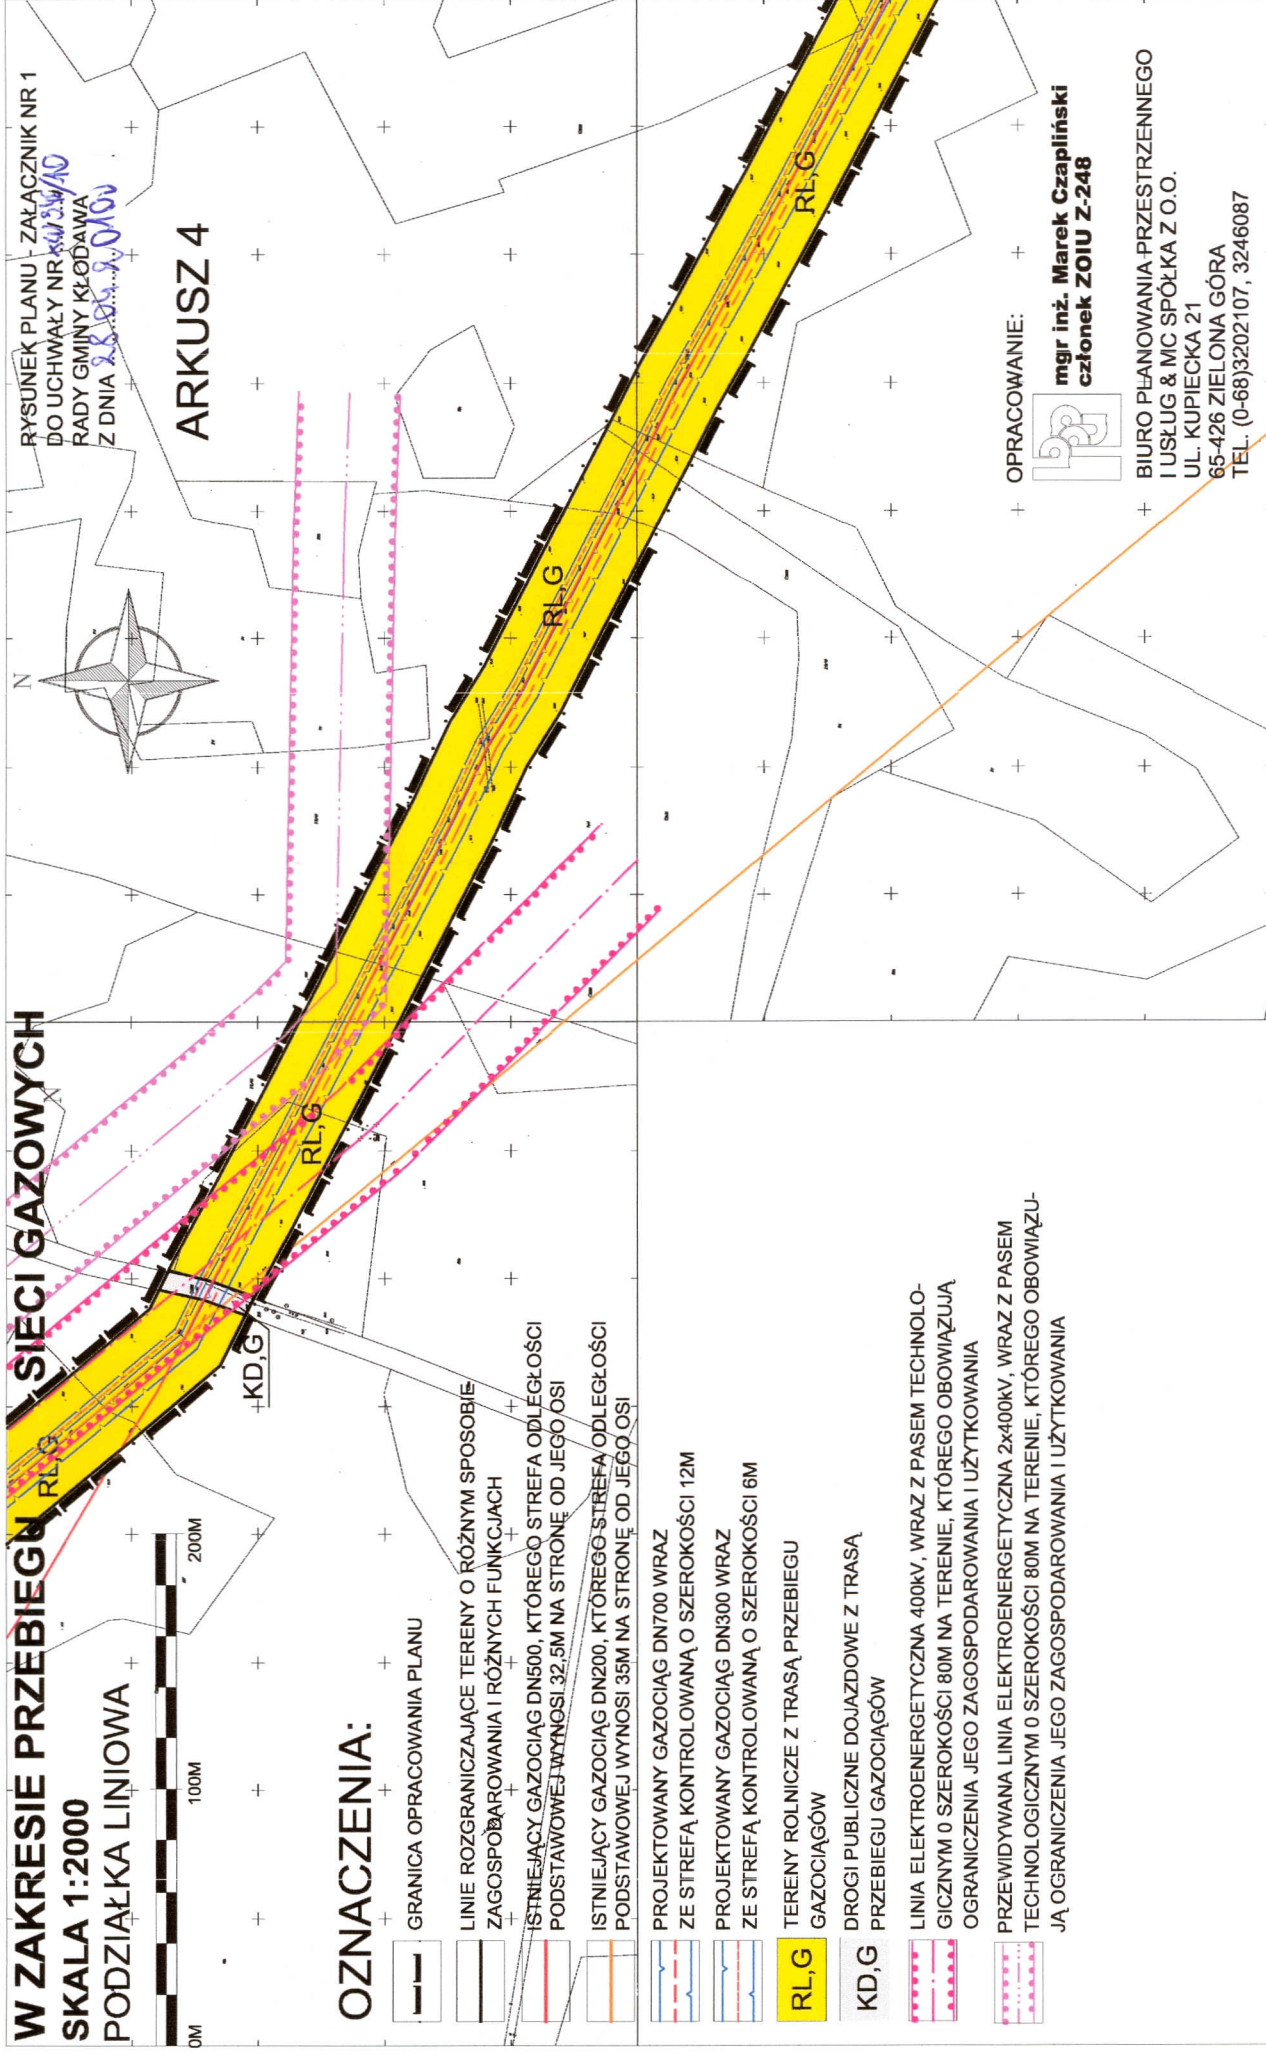 W ZAKRESIE PRZEBIEGU SIECI GAZOWYCH
SKALA 1:2000
PODZIAŁKA LINIOWA
0M 100M 200M
RYSUNEK PLANU ZAŁĄCZNIK NR 1
DO UCHWAŁY NR
RADY GMINY KŁODAWA
Z DNIA 28.04.2010
ARKUSZ 4
N
N
OZNACZENIA:
GRANICA OPRACOWANIA PLANU
LINIE ROZGRANICZAJĄCE TERENY O RÓŻNYM SPOSOBIE
ZAGOSPODAROWANIA I RÓŻNYCH FUNKCJACH
ISTNIEJĄCY GAZOCIĄG DN500, KTÓREGO STREFA ODLEGŁOŚCI
PODSTAWOWEJ WYNOSI 32,5M NA STRONĘ OD JEGO OSI
ISTNIEJĄCY GAZOCIĄG DN200, KTÓREGO STREFA ODLEGŁOŚCI
PODSTAWOWEJ WYNOSI 35M NA STRONĘ OD JEGO OSI
PROJEKTOWANY GAZOCIĄG DN700 WRAZ
ZE STREFĄ KONTROLOWANĄ O SZEROKOŚCI 12M
PROJEKTOWANY GAZOCIĄG DN300 WRAZ
ZE STREFĄ KONTROLOWANĄ O SZEROKOŚCI 6M
RL,G
TERENY ROLNICZE Z TRASĄ PRZEBIEGU
GAZOCIĄGÓW
KD,G
DROGI PUBLICZNE DOJAZDOWE Z TRASĄ
PRZEBIEGU GAZOCIĄGÓW
LINIA ELEKTROENERGETYCZNA 400kV, WRAZ Z PASEM TECHNOLO-
GICZNYM 0 SZEROKOŚCI 80M NA TERENIE, KTÓREGO OBOWIĄZUJĄ
OGRANICZENIA JEGO ZAGOSPODAROWANIA I UŻYTKOWANIA
PRZEWIDYWANA LINIA ELEKTROENERGETYCZNA 2x400kV, WRAZ Z PASEM
TECHNOLOGICZNYM 0 SZEROKOŚCI 80M NA TERENIE, KTÓREGO OBOWIĄZU-
JĄ OGRANICZENIA JEGO ZAGOSPODAROWANIA I UŻYTKOWANIA
RL,G
KD,G
RL,G
RL,G
RL,G
OPRACOWANIE:
mgr inż. Marek Czapliński
członek ZOIU Z-248
BIURO PLANOWANIA PRZESTRZENNEGO
I USŁUG & MC SPÓŁKA Z O.O.
UL. KUPIECKA 21
65-426 ZIELONA GÓRA
TEL. (0-68)3202107, 3246087